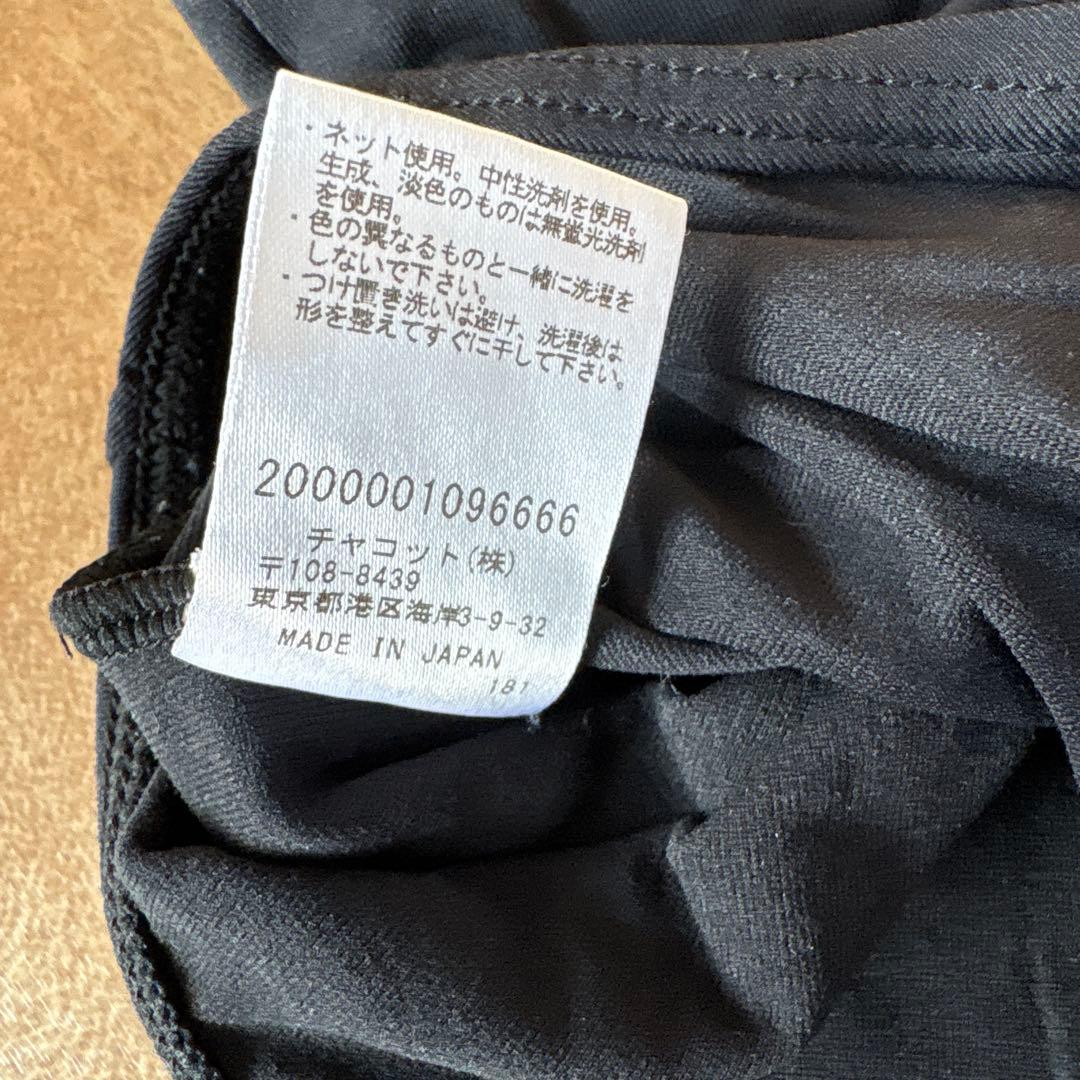 ・ネット使用。中性洗剤を使用。
生成、淡色のものは無蛍光洗剤
を使用。
・色の異なるものと一緒に洗濯を
しないで下さい。
・つけ置き洗いは避け、洗濯後は
形を整えてすぐに干して下さい。
2000001096666
チャコット(株)
〒108-8439
東京都港区海岸3-9-32
MADE IN JAPAN
181